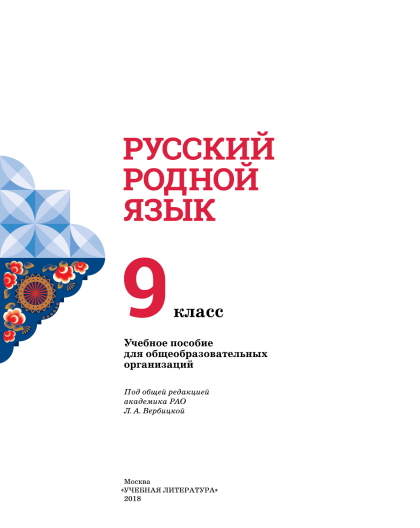 РУССКИЙ
РОДНОЙ
ЯЗЫК
9 класс
Учебное пособие
для общеобразовательных
организаций
Под общей редакцией
академика РАО
Л. А. Вербицкой
Москва
«УЧЕБНАЯ ЛИТЕРАТУРА»
2018